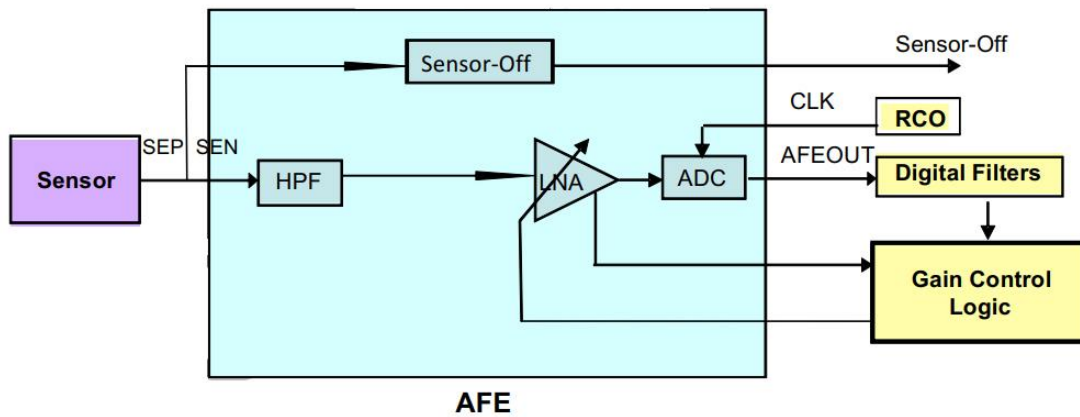 Sensor-Off
Sensor-Off
CLK
RCO
SEP SEN
AFEOUT
Sensor
HPF
LNA
ADC
Digital Filters
Gain Control
Logic
AFE